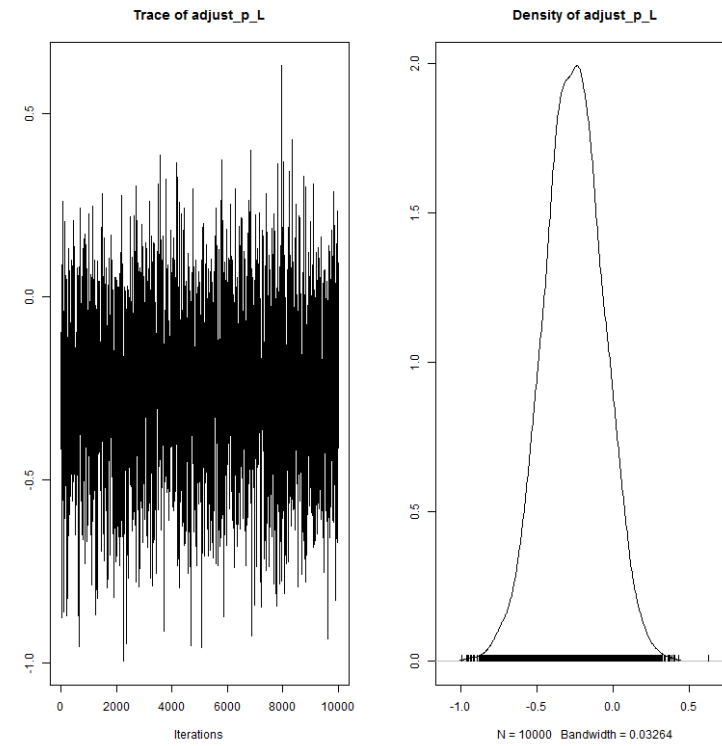 Trace of adjust_p_L
Density of adjust_p_L
0.5
0.0
-0.5
-1.0
0 2000 4000 6000 8000 10000
Iterations
2.0
1.5
1.0
0.5
0.0
-1.0 -0.5 0.0 0.5
N = 10000 Bandwidth = 0.03264